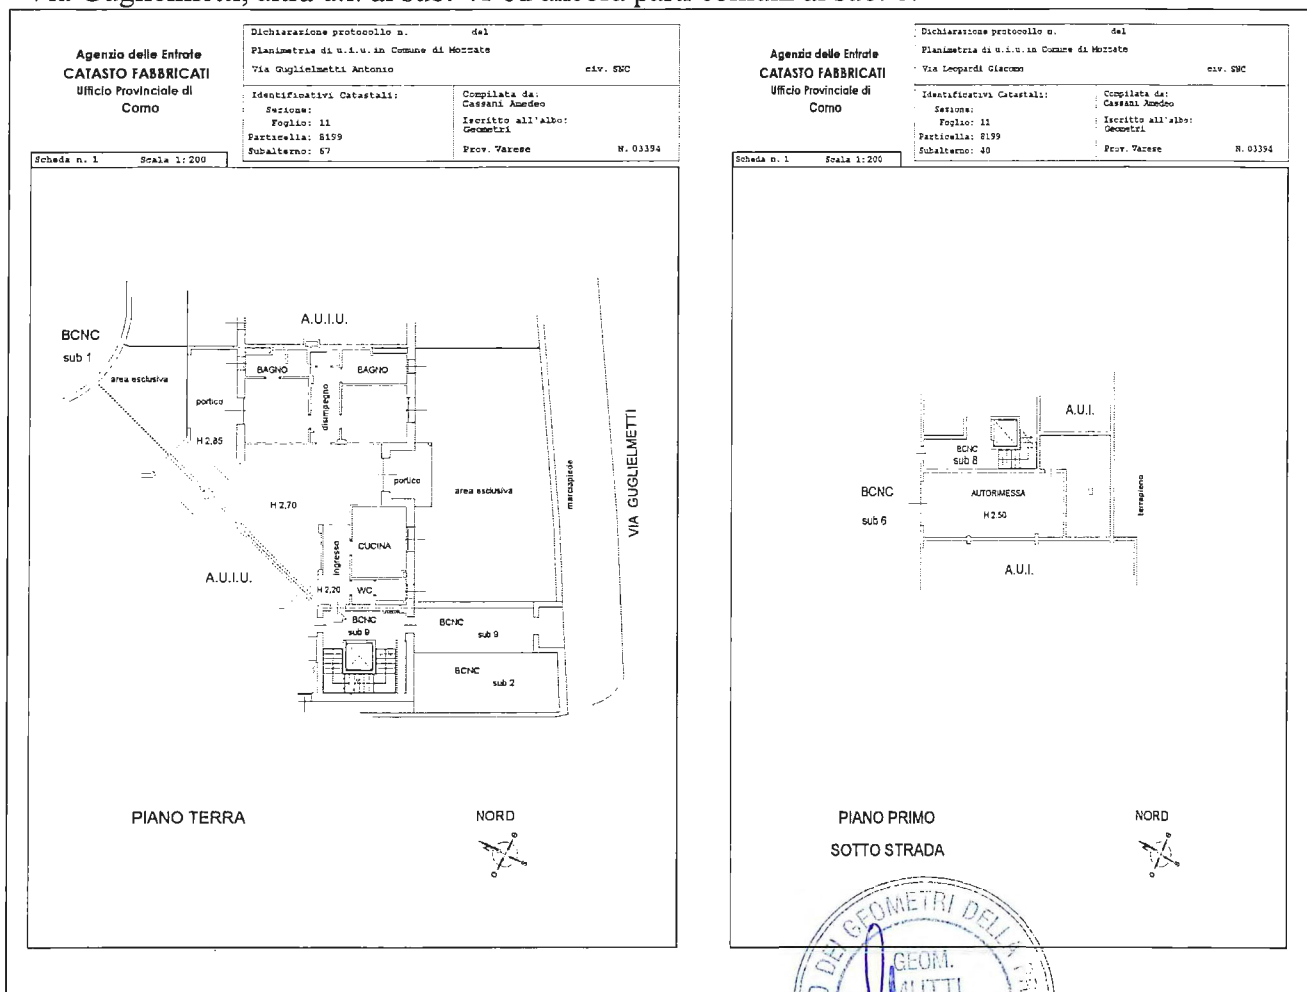 Agenzia delle Entrate
CATASTO FABBRICATI
Ufficio Provinciale di
Como
Dichiarazione protocollo n. del
Planimetria di u.i.u. in Comune di Mozzate
Via Guglielmetti Antonio civ. SNC
Identificativi Catastali:
Sezione:
Foglio: 11
Particella: 8199
Subalterno: 67
Compilata da:
Cassani Amedeo
Iscritto all'albo:
Geometri
Prov. Varese N. 03394
Scheda n. 1 Scala 1:200
A.U.I.U.
BCNC
sub 1
area esclusiva
BAGNO
BAGNO
portico
disimpegno
H 2,85
portico
area esclusiva
marciapiede
VIA GUGLIELMETTI
H 2,70
CUCINA
ingresso
A.U.I.U.
H 2,20
WC
BCNC
sub 9
BCNC
sub 9
BCNC
sub 2
PIANO TERRA
NORD
Agenzia delle Entrate
CATASTO FABBRICATI
Ufficio Provinciale di
Como
Dichiarazione protocollo n. del
Planimetria di u.i.u. in Comune di Mozzate
Via Leopardi Giacomo civ. SNC
Identificativi Catastali:
Sezione:
Foglio: 11
Particella: 8199
Subalterno: 40
Compilata da:
Cassani Amedeo
Iscritto all'albo:
Geometri
Prov. Varese N. 03394
Scheda n. 1 Scala 1:200
A.U.I.
BCNC
sub 8
BCNC
sub 6
AUTORIMESSA
H 2.50
terrapieno
A.U.I.
PIANO PRIMO
SOTTO STRADA
NORD
DEI GEOMETRI DELLA
GEOM.